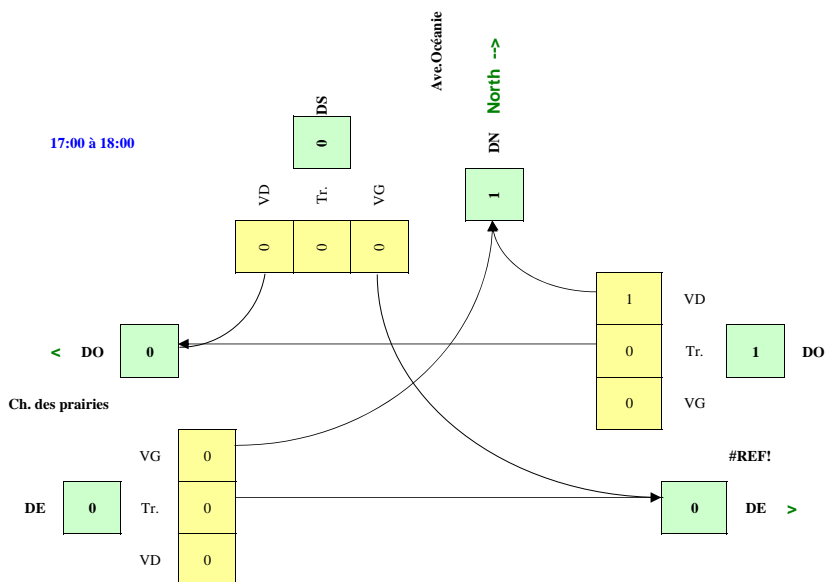 Ave.Océanie
North -->
DS
17:00 à 18:00
0
DN
VD Tr. VG
1
0 0 0
1 VD
< DO 0
0 Tr. 1 DO
Ch. des prairies
0 VG
VG 0
#REF!
DE 0 Tr. 0
0 DE >
VD 0